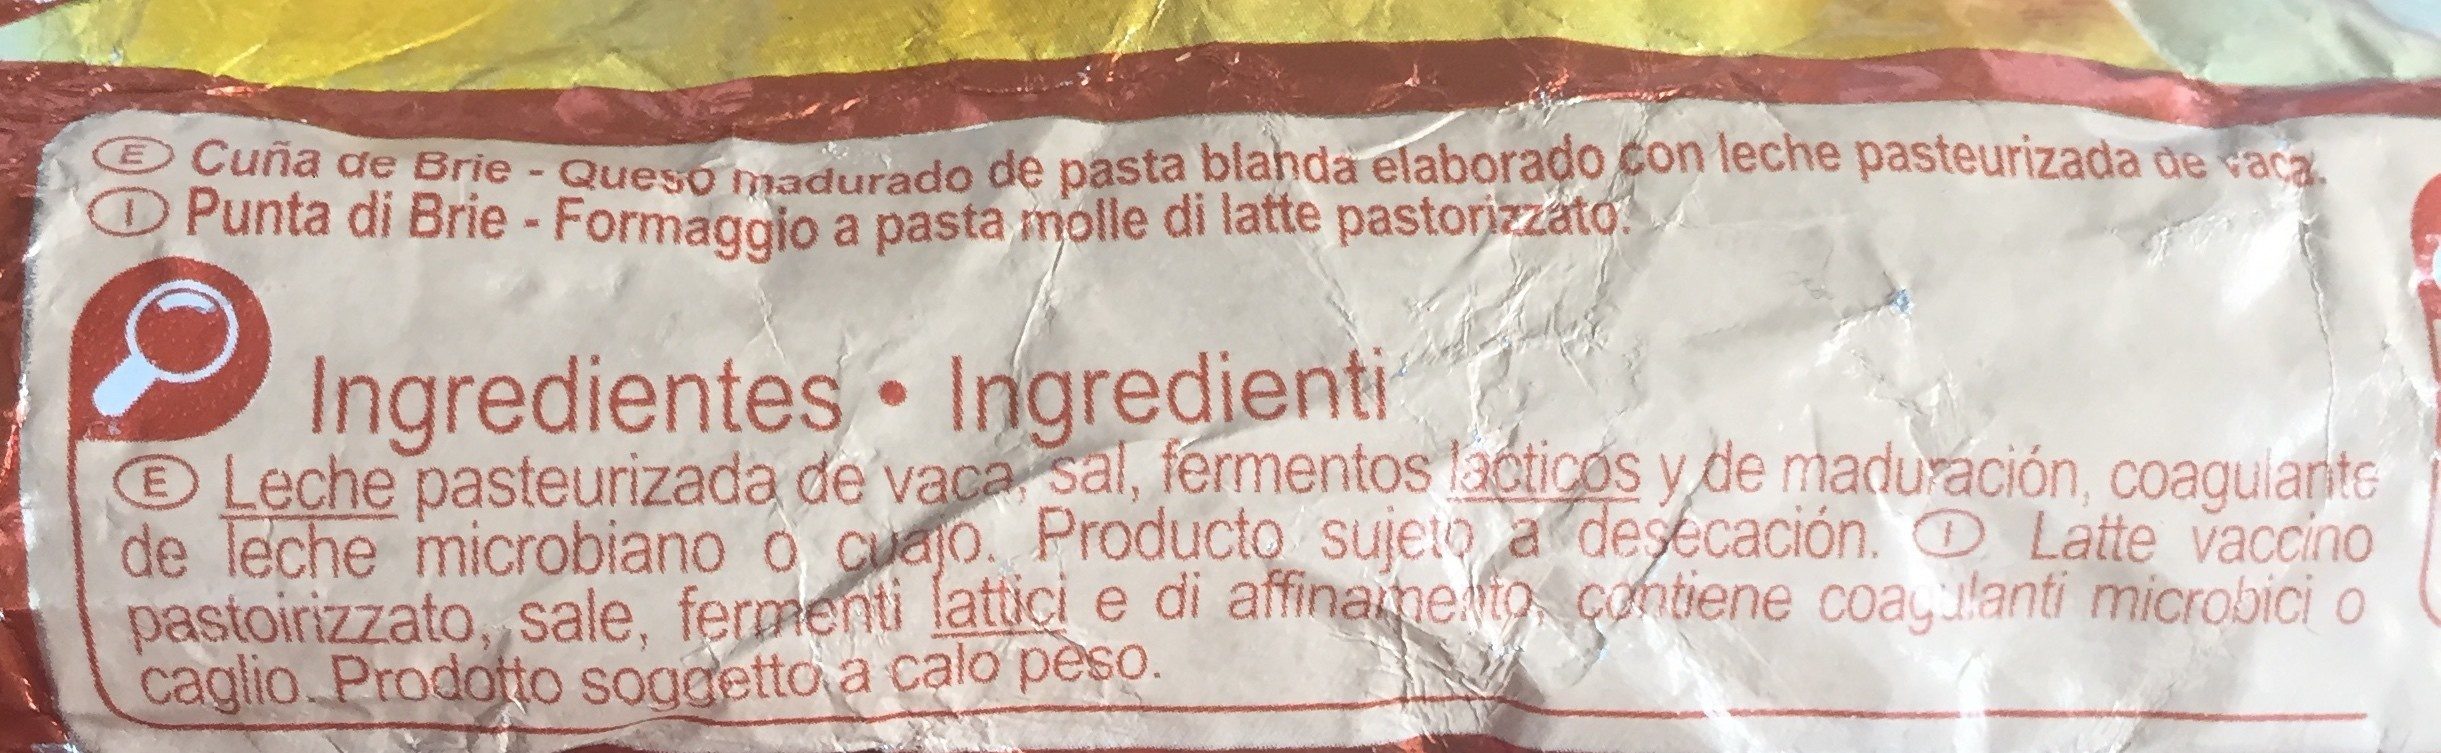 E Cuña de Brie - Queso madurado de pasta blanda elaborado con leche pasteurizada de vaca.
I Punta di Brie - Formaggio a pasta molle di latte pastorizzato.
Ingredientes • Ingredienti
E Leche pasteurizada de vaca, sal, fermentos lácticos y de maduración, coagulante
de leche microbiano o cuajo. Producto sujeto a desecación. I Latte vaccino
pastoirizzato, sale, fermenti lattici e di affinamento, contiene coagulanti microbici o
caglio. Prodotto soggetto a calo peso.